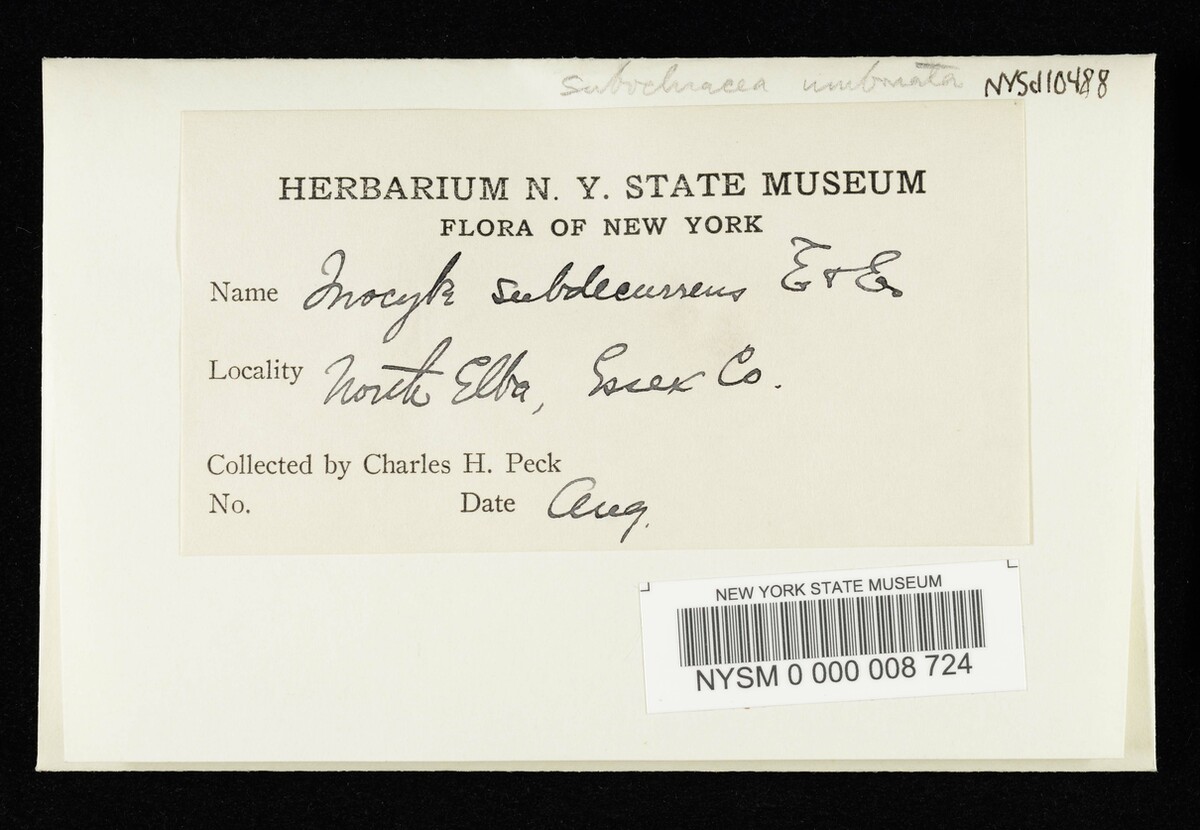 subochracea umbonata NYSd10488
HERBARIUM N. Y. STATE MUSEUM
FLORA OF NEW YORK
Name Inocybe subdecurrens E & E
Locality North Elba, Essex Co.
Collected by Charles H. Peck
No. Date Aug.
NEW YORK STATE MUSEUM
NYSM 0 000 008 724